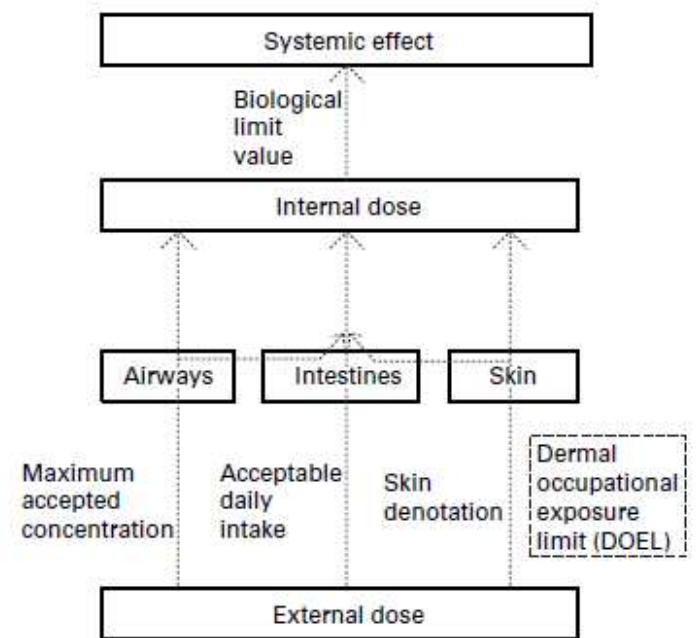 Systemic effect
Biological
limit
value
Internal dose
Airways
Intestines
Skin
Maximum
accepted
concentration
Acceptable
daily
intake
Skin
denotation
Dermal
occupational
exposure
limit (DOEL)
External dose